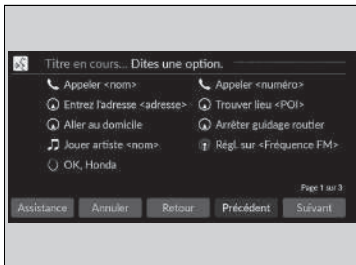 Titre en cours... Dites une option.
Appeler <nom>
Appeler <numéro>
Entrez l'adresse <adresse>
Trouver lieu <POI>
Aller au domicile
Arrêter guidage routier
Jouer artiste <nom>
Régl. sur <Fréquence FM>
OK, Honda
Page 1 sur 3
Assistance
Annuler
Retour
Précédent
Suivant